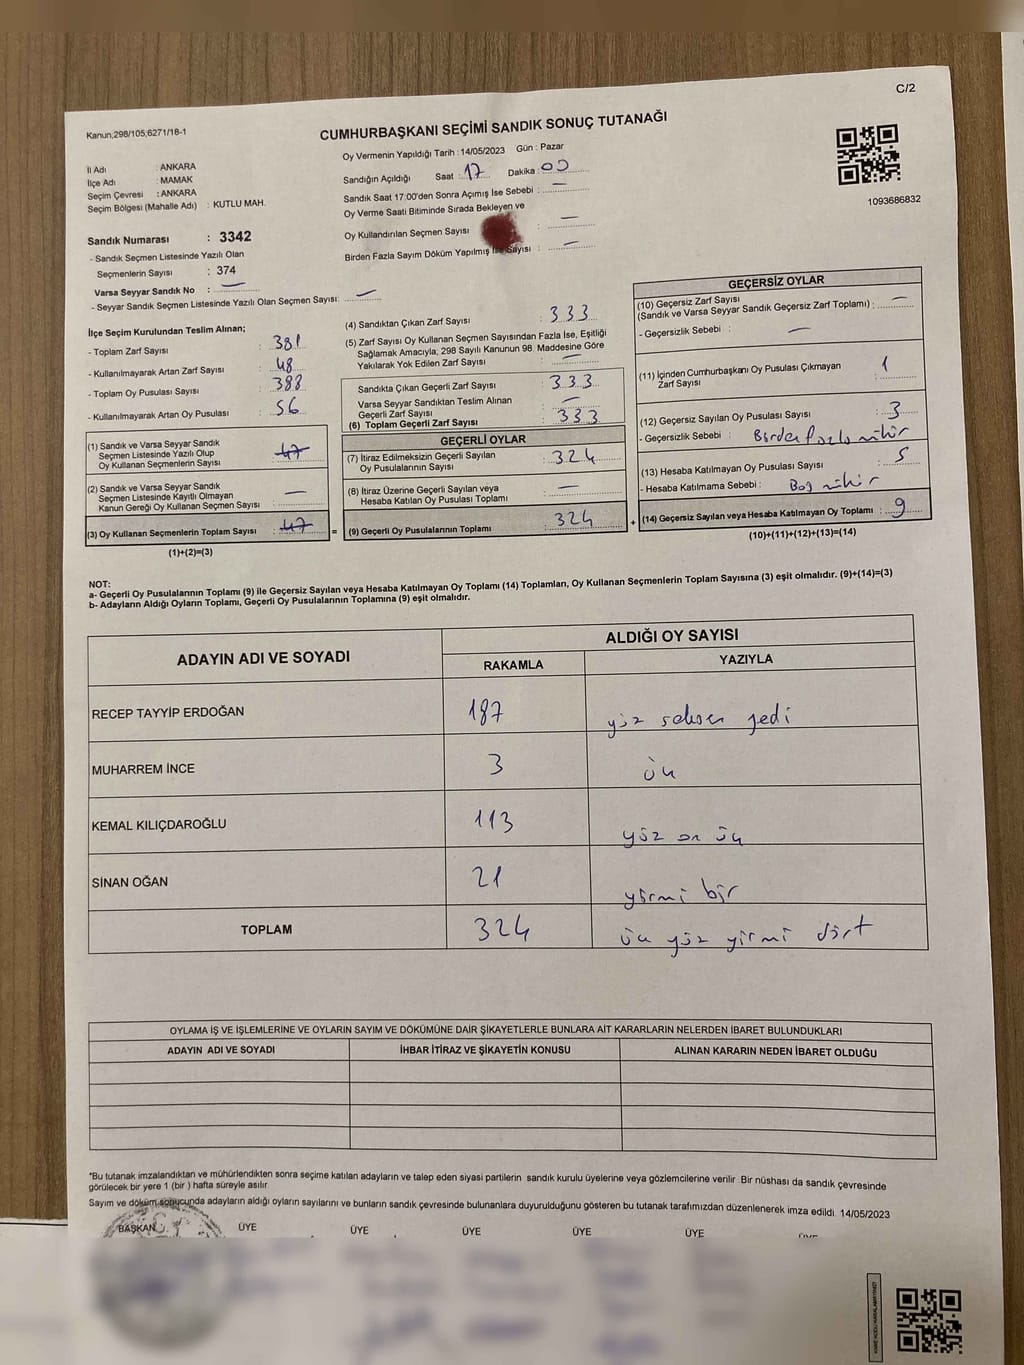 C/2
Kanun;298/105;6271/18-1
CUMHURBAŞKANI SEÇİMİ SANDIK SONUÇ TUTANAĞI
İl Adı : ANKARA
İlçe Adı : MAMAK
Seçim Çevresi : ANKARA
Seçim Bölgesi (Mahalle Adı) : KUTLU MAH.
Sandık Numarası : 3342
- Sandık Seçmen Listesinde Yazılı Olan
Seçmenlerin Sayısı : 374
Varsa Seyyar Sandık No : —
- Seyyar Sandık Seçmen Listesinde Yazılı Olan Seçmen Sayısı: —
Oy Vermenin Yapıldığı Tarih : 14/05/2023 Gün : Pazar
Sandığın Açıldığı Saat : 17 Dakika : 00
Sandık Saat 17:00'den Sonra Açımış İse Sebebi : —
Oy Verme Saati Bitiminde Sırada Bekleyen ve
Oy Kullandırılan Seçmen Sayısı : —
Birden Fazla Sayım Döküm Yapılmış İse Sayısı : —
1093686832
İlçe Seçim Kurulundan Teslim Alınan;
- Toplam Zarf Sayısı : 381
- Kullanılmayarak Artan Zarf Sayısı : 48
- Toplam Oy Pusulası Sayısı : 388
- Kullanılmayarak Artan Oy Pusulası : 56
(1) Sandık ve Varsa Seyyar Sandık
Seçmen Listesinde Yazılı Olup
Oy Kullanan Seçmenlerin Sayısı : 47
(2) Sandık ve Varsa Seyyar Sandık
Seçmen Listesinde Kayıtlı Olmayan
Kanun Gereği Oy Kullanan Seçmen Sayısı : —
(3) Oy Kullanan Seçmenlerin Toplam Sayısı : 47 =
(1)+(2)=(3)
(4) Sandıktan Çıkan Zarf Sayısı : 333
(5) Zarf Sayısı Oy Kullanan Seçmen Sayısından Fazla İse, Eşitliği
Sağlamak Amacıyla, 298 Sayılı Kanunun 98. Maddesine Göre
Yakılarak Yok Edilen Zarf Sayısı : —
Sandıkta Çıkan Geçerli Zarf Sayısı : 333
Varsa Seyyar Sandıktan Teslim Alınan
Geçerli Zarf Sayısı : —
(6) Toplam Geçerli Zarf Sayısı : 333
GEÇERLİ OYLAR
(7) İtiraz Edilmeksizin Geçerli Sayılan
Oy Pusulalarının Sayısı : 324
(8) İtiraz Üzerine Geçerli Sayılan veya
Hesaba Katılan Oy Pusulası Toplamı : —
(9) Geçerli Oy Pusulalarının Toplamı : 324 +
GEÇERSİZ OYLAR
(10) Geçersiz Zarf Sayısı
(Sandık ve Varsa Seyyar Sandık Geçersiz Zarf Toplamı) : —
- Geçersizlik Sebebi : —
(11) İçinden Cumhurbaşkanı Oy Pusulası Çıkmayan
Zarf Sayısı : 1
(12) Geçersiz Sayılan Oy Pusulası Sayısı : 3
- Geçersizlik Sebebi : Birden fazla mühür
(13) Hesaba Katılmayan Oy Pusulası Sayısı : 5
- Hesaba Katılmama Sebebi : Boş mühür
(14) Geçersiz Sayılan veya Hesaba Katılmayan Oy Toplamı : 9
(10)+(11)+(12)+(13)=(14)
NOT:
a- Geçerli Oy Pusulalarının Toplamı (9) ile Geçersiz Sayılan veya Hesaba Katılmayan Oy Toplamı (14) Toplamları, Oy Kullanan Seçmenlerin Toplam Sayısına (3) eşit olmalıdır. (9)+(14)=(3)
b- Adayların Aldığı Oyların Toplamı, Geçerli Oy Pusulalarının Toplamına (9) eşit olmalıdır.
ADAYIN ADI VE SOYADI ALDIĞI OY SAYISI
RAKAMLA YAZIYLA
RECEP TAYYİP ERDOĞAN 187 yüz seksen yedi
MUHARREM İNCE 3 üç
KEMAL KILIÇDAROĞLU 113 yüz on üç
SİNAN OĞAN 21 yirmi bir
TOPLAM 324 üç yüz yirmi dört
OYLAMA İŞ VE İŞLEMLERİNE VE OYLARIN SAYIM VE DÖKÜMÜNE DAİR ŞİKAYETLERLE BUNLARA AİT KARARLARIN NELERDEN İBARET BULUNDUKLARI
ADAYIN ADI VE SOYADI İHBAR İTİRAZ VE ŞİKAYETİN KONUSU ALINAN KARARIN NEDEN İBARET OLDUĞU
*Bu tutanak imzalandıktan ve mühürlendikten sonra seçime katılan adayların ve talep eden siyasi partilerin sandık kurulu üyelerine veya gözlemcilerine verilir. Bir nüshası da sandık çevresinde
görülecek bir yere 1 (bir ) hafta süreyle asılır.
Sayım ve döküm sonucunda adayların aldığı oyların sayılarını ve bunların sandık çevresinde bulunanlara duyurulduğunu gösteren bu tutanak tarafımızdan düzenlenerek imza edildi. 14/05/2023
BAŞKAN ÜYE ÜYE ÜYE ÜYE ÜYE